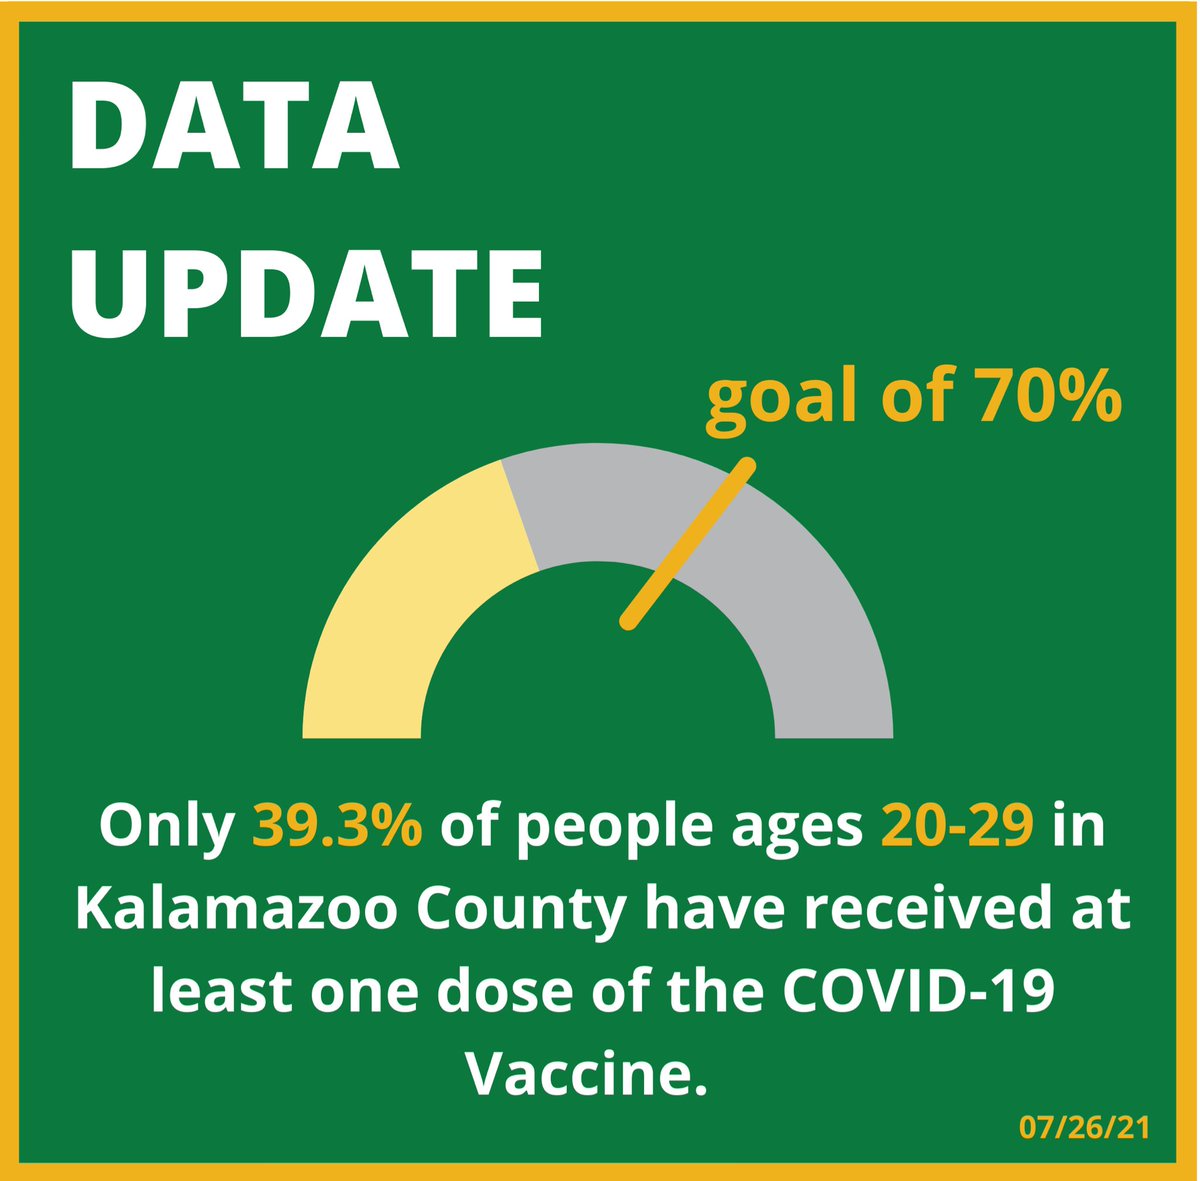 DATA
UPDATE
goal of 70%
Only 39.3% of people ages 20-29 in
Kalamazoo County have received at
least one dose of the COVID-19
Vaccine.
07/26/21